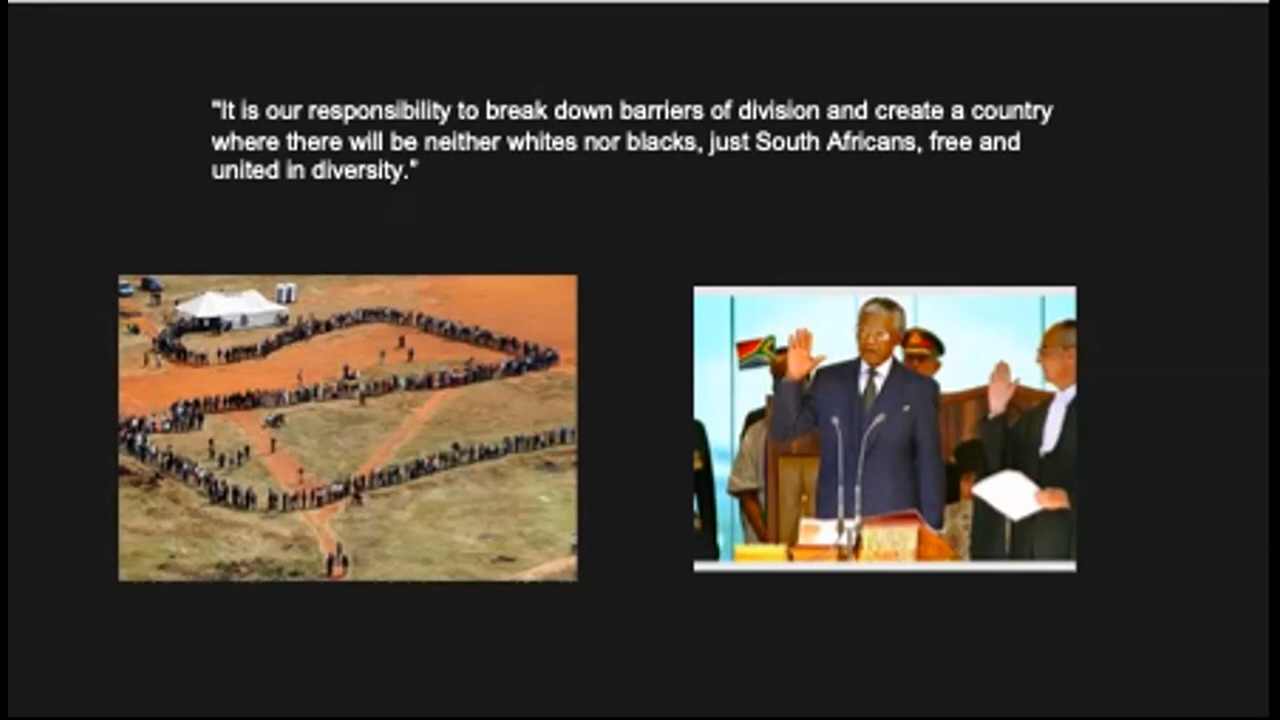 "It is our responsibility to break down barriers of division and create a country
where there will be neither whites nor blacks, just South Africans, free and
united in diversity."